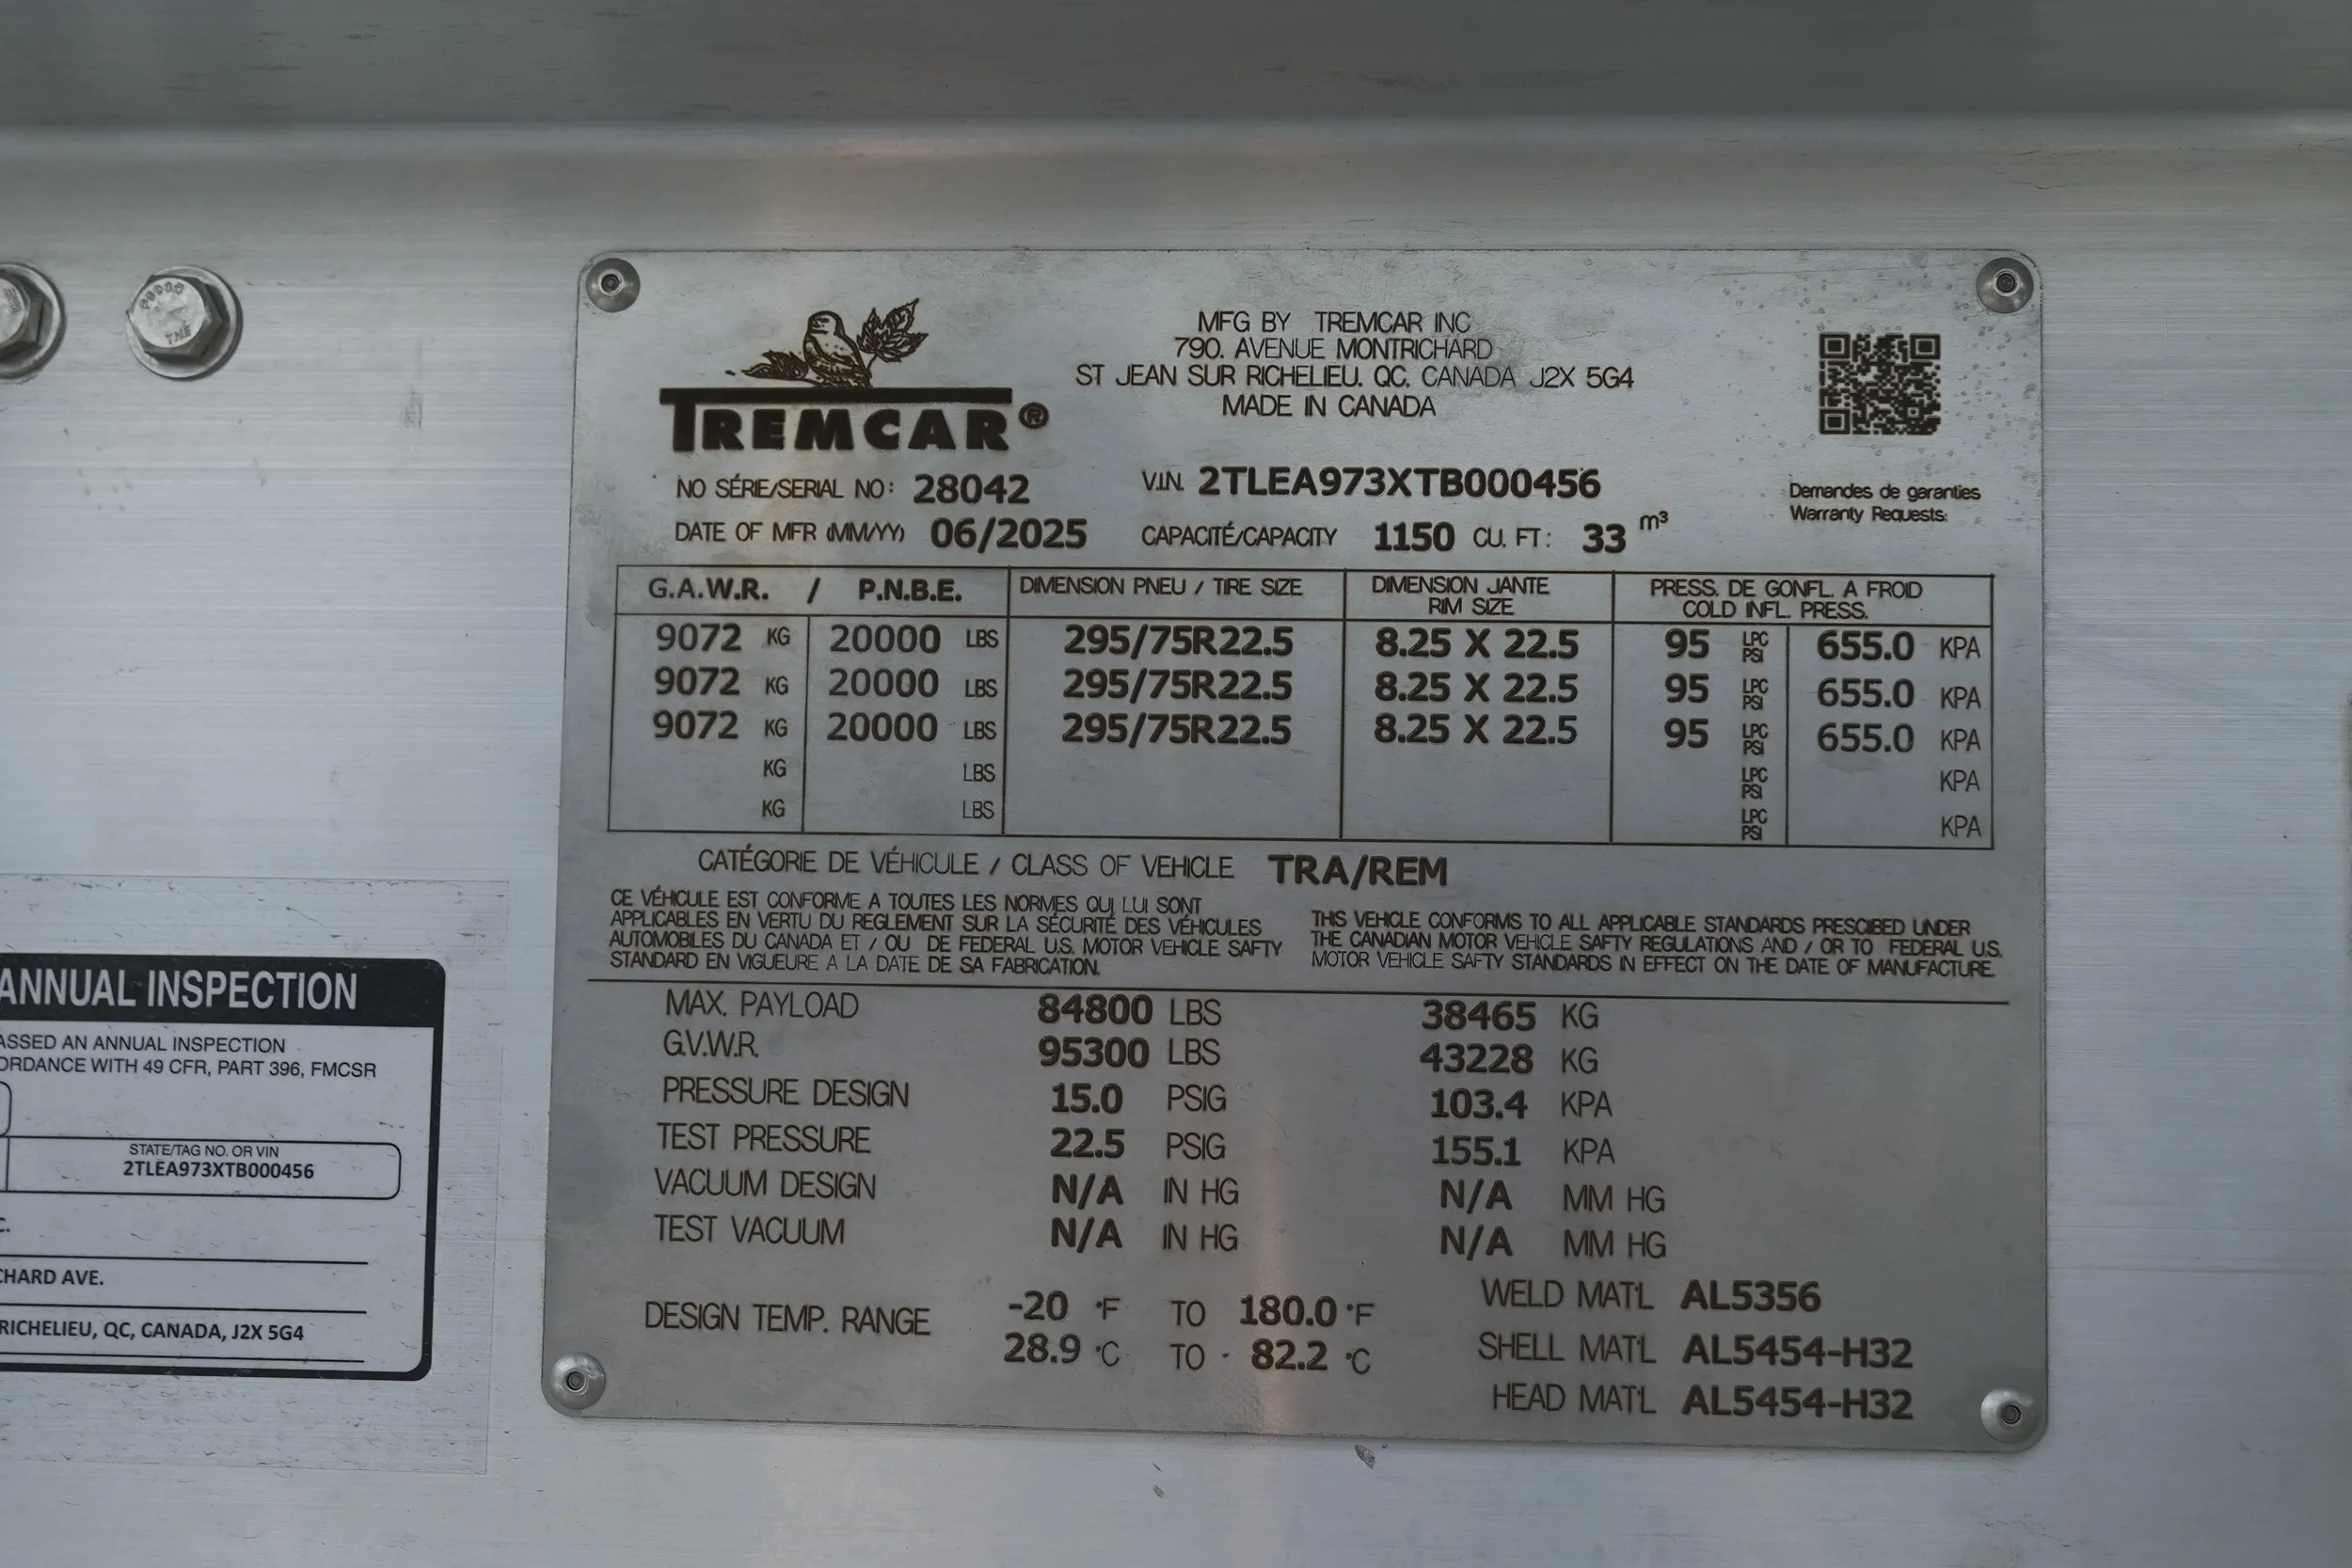 TREMCAR®
MFG BY TREMCAR INC
790. AVENUE MONTRICHARD
ST JEAN SUR RICHELIEU. QC. CANADA J2X 5G4
MADE IN CANADA
NO SÉRIE/SERIAL NO: 28042
V.I.N. 2TLEA973XTB000456
DATE OF MFR (MM/YY) 06/2025
CAPACITÉ/CAPACITY 1150 CU. FT: 33 m³
Demandes de garanties
Warranty Requests:
G.A.W.R. / P.N.B.E. DIMENSION PNEU / TIRE SIZE DIMENSION JANTE RIM SIZE PRESS. DE GONFL. A FROID COLD INFL. PRESS.
9072 KG 20000 LBS 295/75R22.5 8.25 X 22.5 95 LPC PSI 655.0 KPA
9072 KG 20000 LBS 295/75R22.5 8.25 X 22.5 95 LPC PSI 655.0 KPA
9072 KG 20000 LBS 295/75R22.5 8.25 X 22.5 95 LPC PSI 655.0 KPA
KG LBS LPC PSI KPA
KG LBS LPC PSI KPA
CATÉGORIE DE VÉHICULE / CLASS OF VEHICLE TRA/REM
CE VÉHICULE EST CONFORME A TOUTES LES NORMES QUI LUI SONT
APPLICABLES EN VERTU DU REGLEMENT SUR LA SÉCURITÉ DES VÉHICULES
AUTOMOBILES DU CANADA ET / OU DE FEDERAL U.S. MOTOR VEHICLE SAFTY
STANDARD EN VIGUEURE A LA DATE DE SA FABRICATION.
THIS VEHICLE CONFORMS TO ALL APPLICABLE STANDARDS PRESCIBED UNDER
THE CANADIAN MOTOR VEHICLE SAFTY REGULATIONS AND / OR TO FEDERAL U.S.
MOTOR VEHICLE SAFTY STANDARDS IN EFFECT ON THE DATE OF MANUFACTURE.
MAX. PAYLOAD 84800 LBS 38465 KG
G.V.W.R. 95300 LBS 43228 KG
PRESSURE DESIGN 15.0 PSIG 103.4 KPA
TEST PRESSURE 22.5 PSIG 155.1 KPA
VACUUM DESIGN N/A IN HG N/A MM HG
TEST VACUUM N/A IN HG N/A MM HG
DESIGN TEMP. RANGE -20 °F TO 180.0 °F
28.9 °C TO - 82.2 °C
WELD MAT'L AL5356
SHELL MAT'L AL5454-H32
HEAD MAT'L AL5454-H32
ANNUAL INSPECTION
ASSED AN ANNUAL INSPECTION
ORDANCE WITH 49 CFR, PART 396, FMCSR
STATE/TAG NO. OR VIN
2TLEA973XTB000456
C.
CHARD AVE.
RICHELIEU, QC, CANADA, J2X 5G4